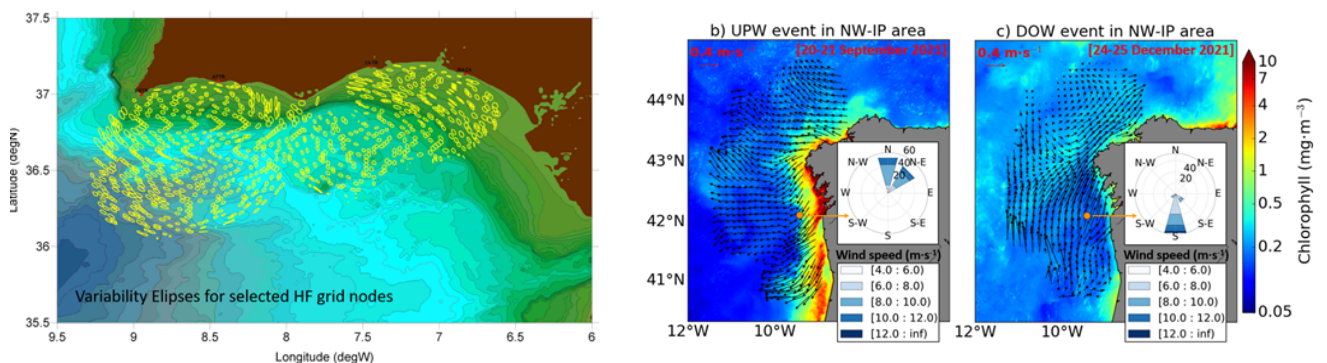 37.5
37
36.5
36
35.5
Latitude (degN)
Variability Elipses for selected HF grid nodes
9.5 9 8.5 8 7.5 7 6.5 6
Longitude (degW)
b) UPW event in NW-IP area
0.4 m·s⁻¹ [20-21 September 2021]
44°N
43°N
42°N
41°N
N
60
40
20
N-W N-E
W E
S-W S-E
S
Wind speed (m·s⁻¹)
[4.0 : 6.0)
[6.0 : 8.0)
[8.0 : 10.0)
[10.0 : 12.0)
[12.0 : inf)
12°W 10°W
c) DOW event in NW-IP area
0.4 m·s⁻¹ [24-25 December 2021]
N
40
20
N-W N-E
W E
S-W S-E
S
Wind speed (m·s⁻¹)
[4.0 : 6.0)
[6.0 : 8.0)
[8.0 : 10.0)
[10.0 : 12.0)
[12.0 : inf)
12°W 10°W
10
7
4
2
1
0.5
0.2
0.05
Chlorophyll (mg·m⁻³)